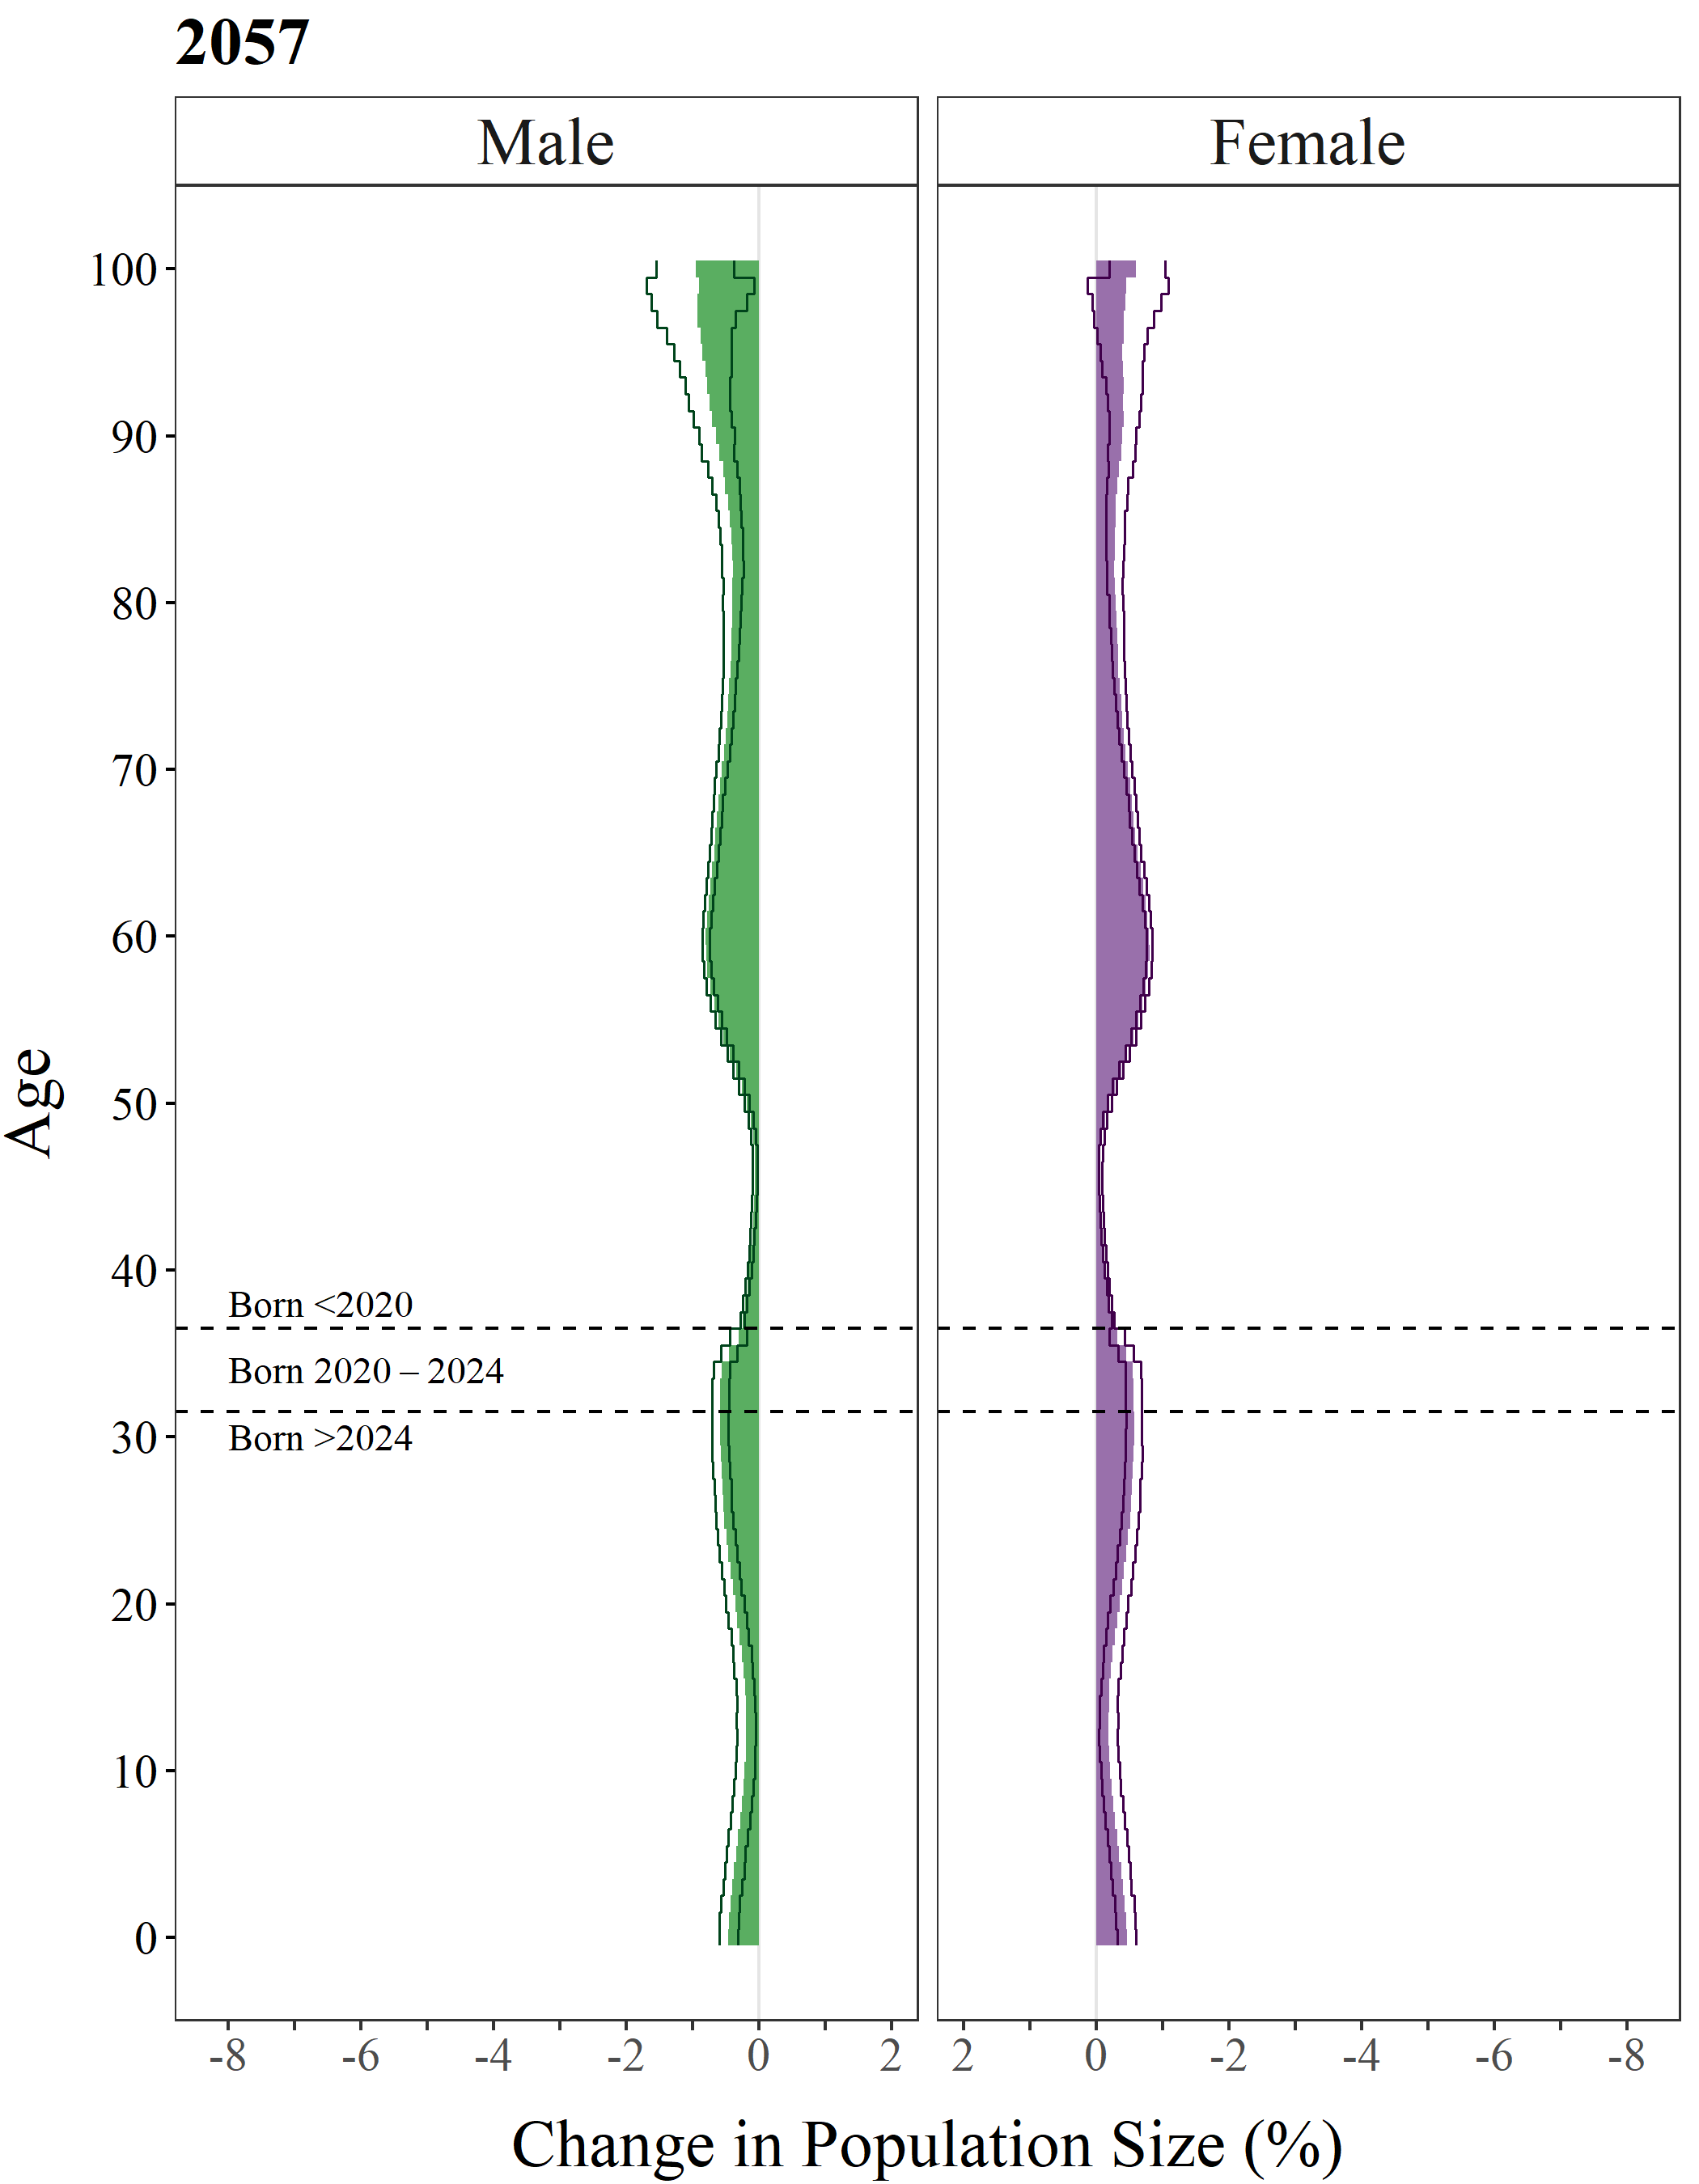 2057
Male
Female
100
90
80
70
60
50
40
30
20
10
0
Age
Born <2020
Born 2020 – 2024
Born >2024
-8 -6 -4 -2 0 2
2 0 -2 -4 -6 -8
Change in Population Size (%)